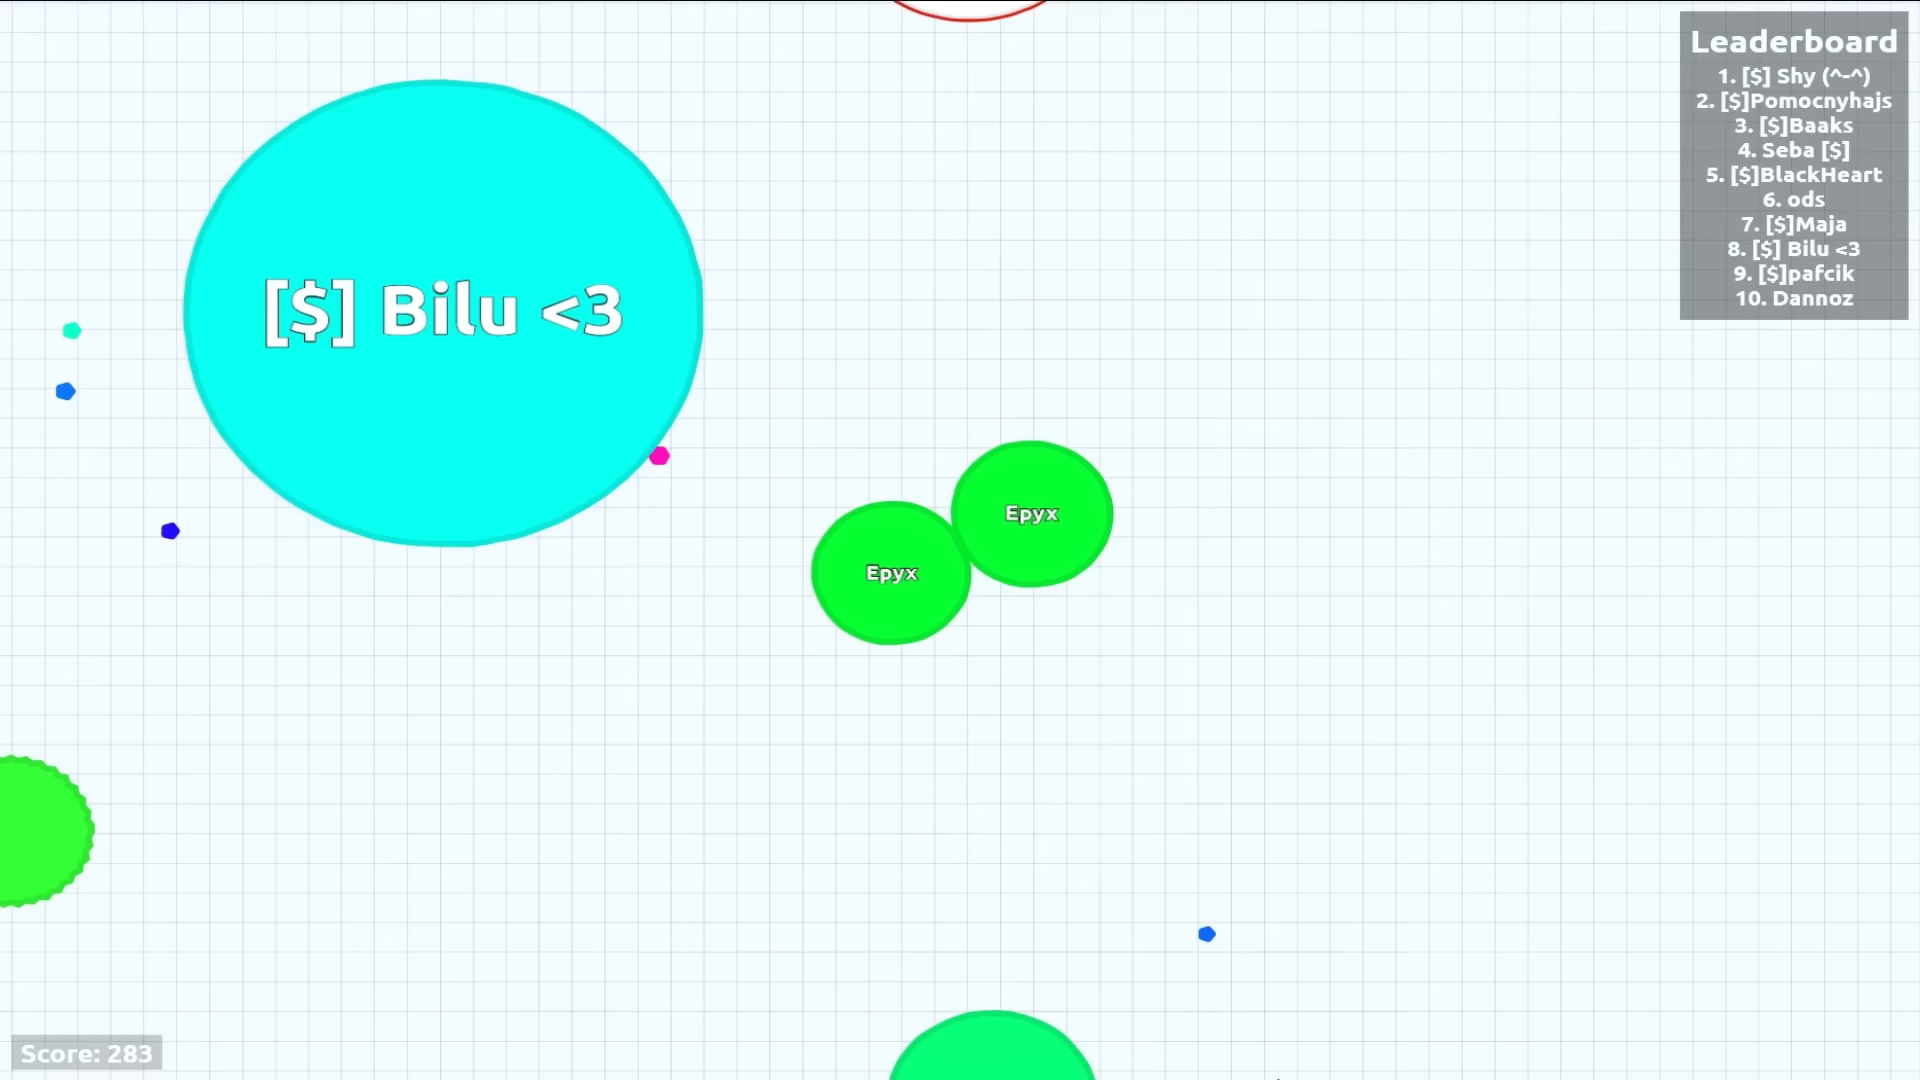 Leaderboard
1. [$] Shy (^-^)
2. [$]Pomocnyhajs
3. [$]Baaks
4. Seba [$]
5. [$]BlackHeart
6. ods
7. [$]Maja
8. [$] Bilu <3
9. [$]pafcik
10. Dannoz
[$] Bilu <3
Epyx
Epyx
Score: 283